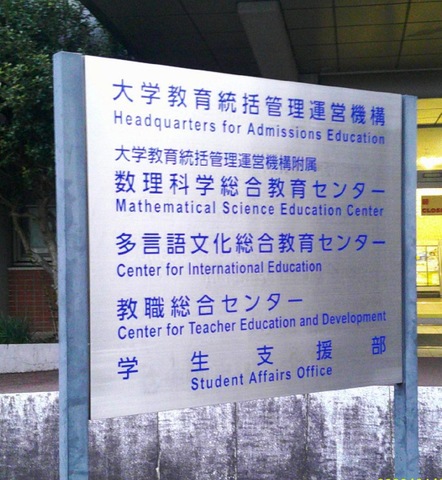 大学教育統括管理運営機構
Headquarters for Admissions Education
大学教育統括管理運営機構附属
数理科学総合教育センター
Mathematical Science Education Center
多言語文化総合教育センター
Center for International Education
教職総合センター
Center for Teacher Education and Development
学生支援部
Student Affairs Office